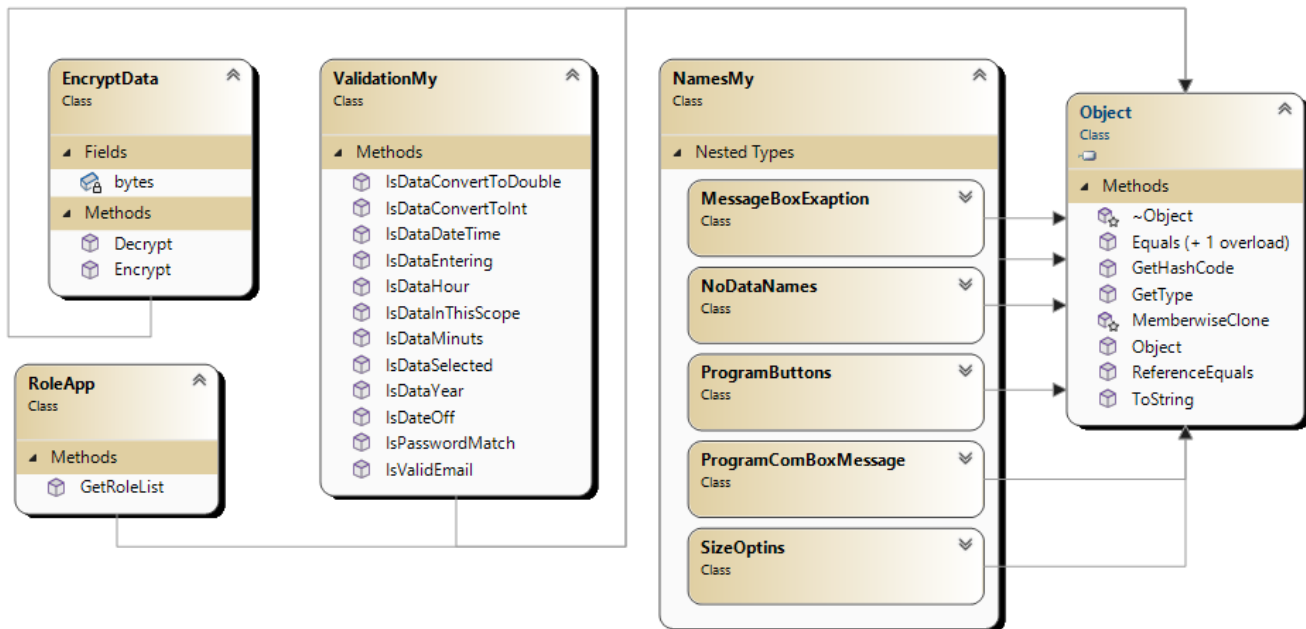 EncryptData
Class
Fields
bytes
Methods
Decrypt
Encrypt
RoleApp
Class
Methods
GetRoleList
ValidationMy
Class
Methods
IsDataConvertToDouble
IsDataConvertToInt
IsDataDateTime
IsDataEntering
IsDataHour
IsDataInThisScope
IsDataMinuts
IsDataSelected
IsDataYear
IsDateOff
IsPasswordMatch
IsValidEmail
NamesMy
Class
Nested Types
MessageBoxExaption
Class
NoDataNames
Class
ProgramButtons
Class
ProgramComBoxMessage
Class
SizeOptins
Class
Object
Class
Methods
~Object
Equals (+ 1 overload)
GetHashCode
GetType
MemberwiseClone
Object
ReferenceEquals
ToString